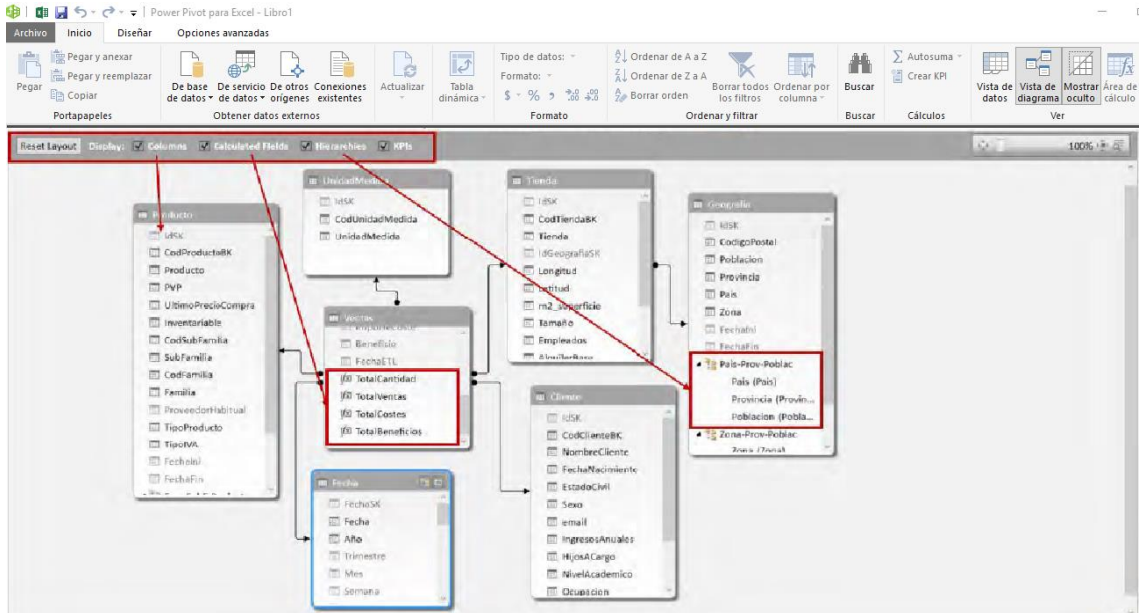 Power Pivot para Excel - Libro1
Archivo Inicio Diseñar Opciones avanzadas
Pegar
Pegar y anexar
Pegar y reemplazar
Copiar
Portapapeles
De base de datos
De servicio de datos
De otros orígenes
Conexiones existentes
Obtener datos externos
Actualizar
Tabla dinámica
Tipo de datos:
Formato:
$ % 
Formato
Ordenar de A a Z
Ordenar de Z a A
Borrar orden
Borrar todos los filtros
Ordenar por columna
Ordenar y filtrar
Buscar
Buscar
Autosuma
Crear KPI
Cálculos
Vista de datos
Vista de diagrama
Mostrar oculto
Área de cálculo
Ver
Reset Layout Display: Columns Calculated Fields Hierarchies KPIs
100%
Producto
IdSK
CodProductoBK
Producto
PVP
UltimoPrecioCompra
Inventariable
CodSubFamilia
SubFamilia
CodFamilia
Familia
ProveedorHabitual
TipoProducto
TipoIVA
FechaIni
FechaFin
UnidadMedida
IdSK
CodUnidadMedida
UnidadMedida
Ventas
ImporteCoste
Beneficio
FechaETL
TotalCantidad
TotalVentas
TotalCostes
TotalBeneficios
Fecha
FechaSK
Fecha
Año
Trimestre
Mes
Semana
Tienda
IdSK
CodTiendaBK
Tienda
IdGeografiaSK
Longitud
Latitud
m2_superficie
Tamaño
Empleados
AlquilerBase
Cliente
IdSK
CodClienteBK
NombreCliente
FechaNacimiento
EstadoCivil
Sexo
email
IngresosAnuales
HijosACargo
NivelAcademico
Ocupacion
Geografia
IdSK
CodigoPostal
Poblacion
Provincia
Pais
Zona
FechaIni
FechaFin
Pais-Prov-Poblac
Pais (Pais)
Provincia (Provin...
Poblacion (Pobla...
Zona-Prov-Poblac
Zona (Zona)